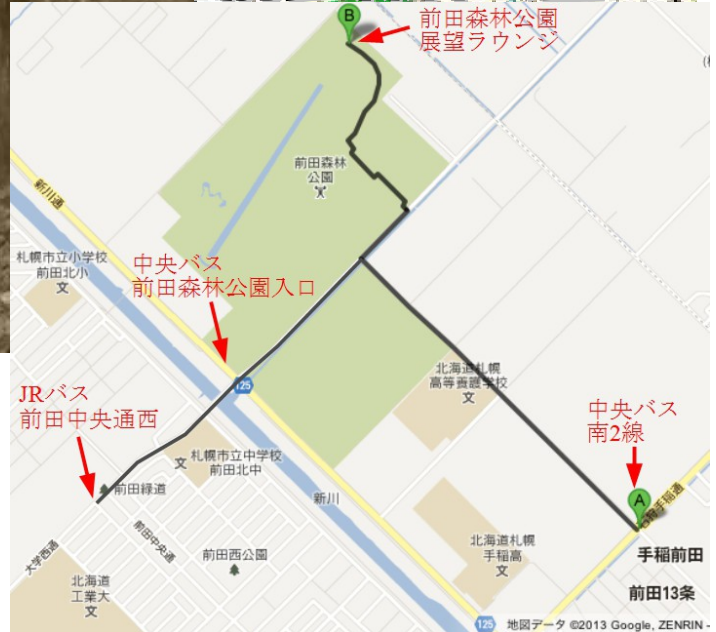 B
前田森林公園
展望ラウンジ
前田森林
公園
新川通
札幌市立小学校
前田北小
文
中央バス
前田森林公園入口
125
北海道札幌
高等養護学校
文
JRバス
前田中央通西
中央バス
南2線
A
札幌市立中学校
前田北中
文
前田緑道
新川
手稲通
大学西通
前田中央通
前田西公園
北海道札幌
手稲高
文
手稲前田
前田13条
北海道
工業大
文
125
地図データ ©2013 Google, ZENRIN -